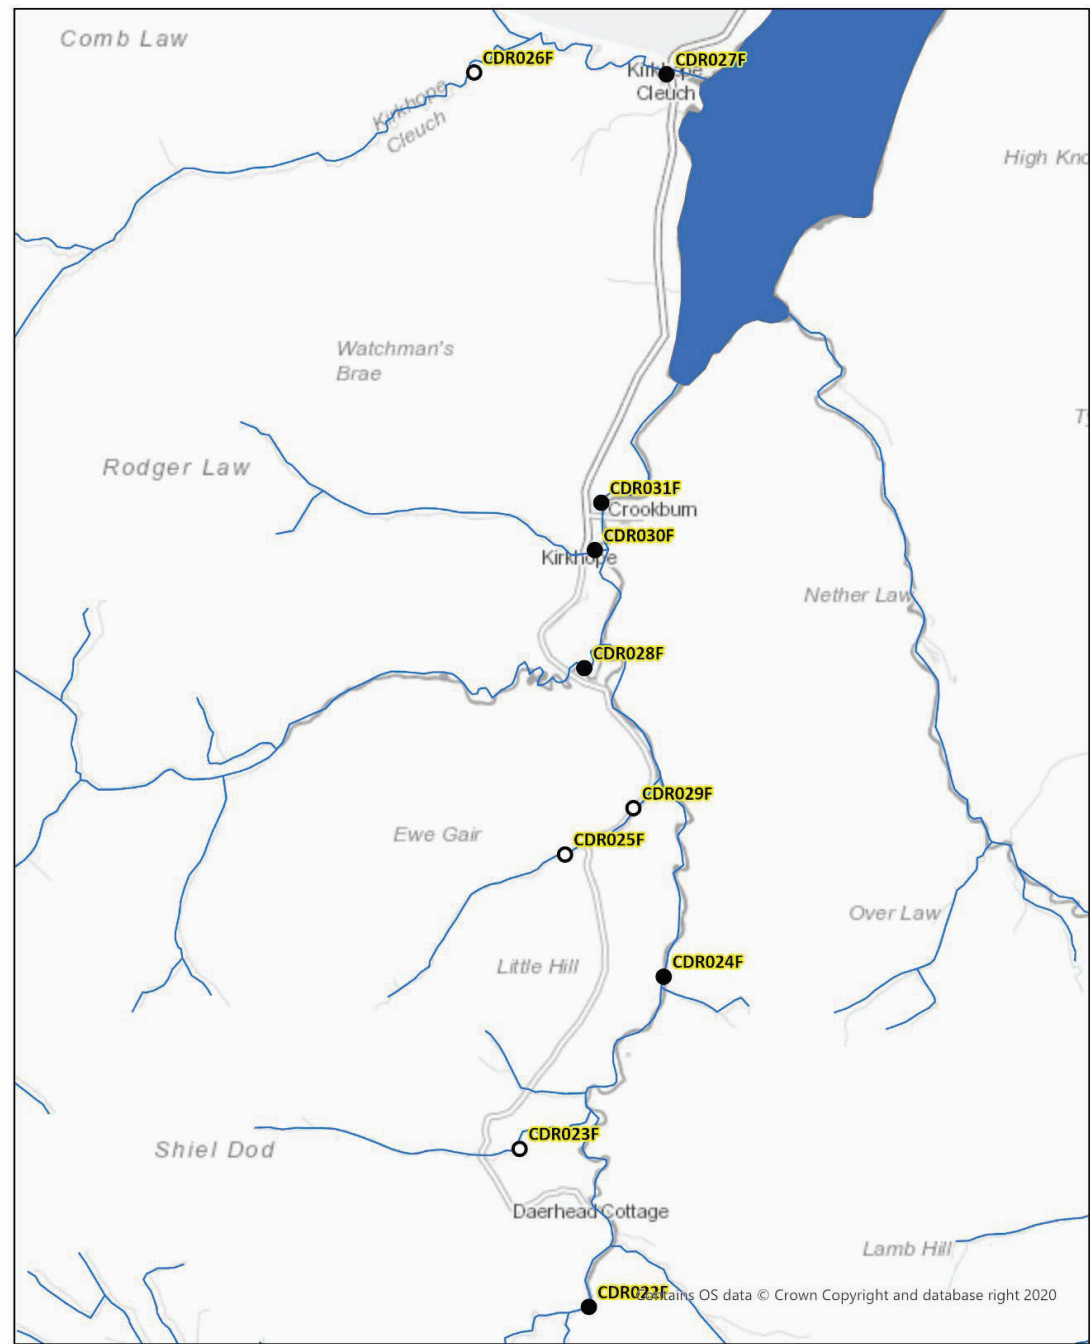 Comb Law
CDR026F
CDR027F
Kirkhope
Cleuch
Kirkhope
Cleuch
High Kno
Watchman's
Brae
Rodger Law
CDR031F
Crookburn
CDR030F
Kirkhope
Nether Law
CDR028F
CDR029F
Ewe Gair
CDR025F
Over Law
Little Hill
CDR024F
Shiel Dod
CDR023F
Daerhead Cottage
Lamb Hill
CDR022F
Contains OS data © Crown Copyright and database right 2020